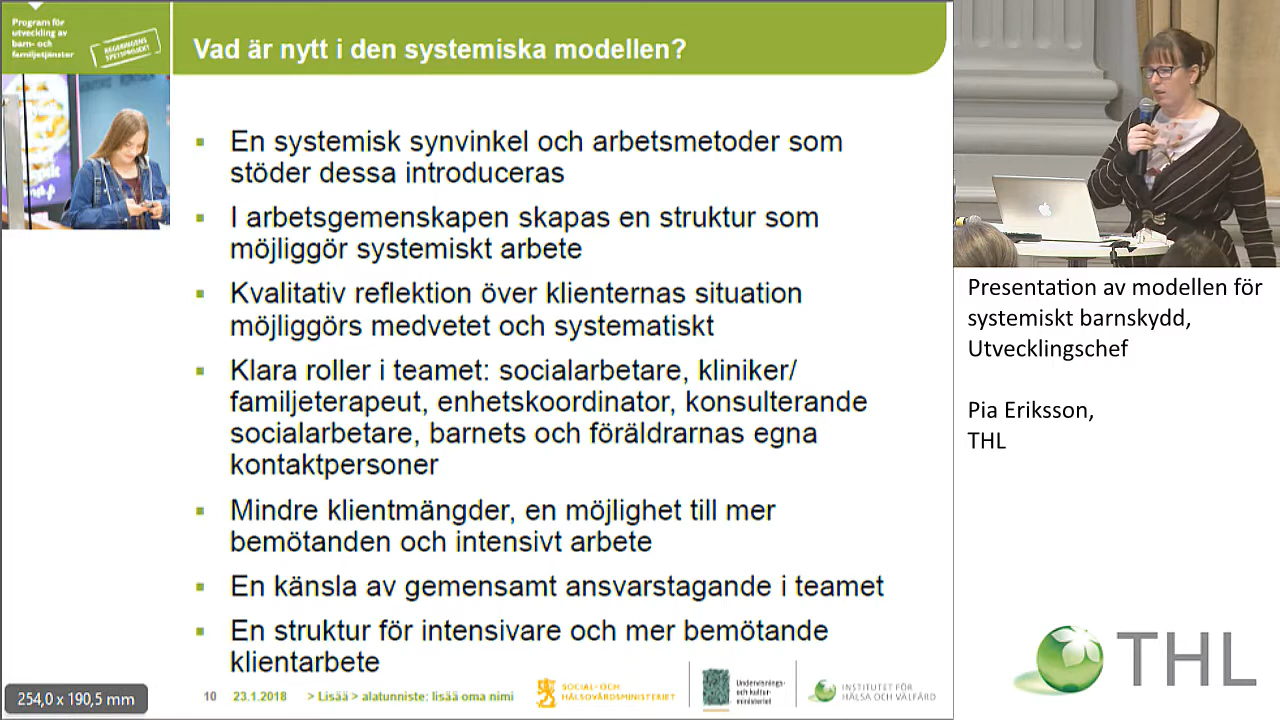 Program för
utveckling av
barn- och
familjetjänster
REGERINGENS
SPETSPROJEKT
Vad är nytt i den systemiska modellen?
En systemisk synvinkel och arbetsmetoder som
stöder dessa introduceras
I arbetsgemenskapen skapas en struktur som
möjliggör systemiskt arbete
Kvalitativ reflektion över klienternas situation
möjliggörs medvetet och systematiskt
Klara roller i teamet: socialarbetare, kliniker/
familjeterapeut, enhetskoordinator, konsulterande
socialarbetare, barnets och föräldrarnas egna
kontaktpersoner
Mindre klientmängder, en möjlighet till mer
bemötanden och intensivt arbete
En känsla av gemensamt ansvarstagande i teamet
En struktur för intensivare och mer bemötande
klientarbete
10 23.1.2018 > Lisää > alatunniste: lisää oma nimi
SOCIAL- OCH
HÄLSOVÅRDSMINISTERIET
Undervisnings-
och kultur-
ministeriet
INSTITUTET FÖR
HÄLSA OCH VÄLFÄRD
254,0 x 190,5 mm
Presentation av modellen för
systemiskt barnskydd,
Utvecklingschef
Pia Eriksson,
THL
THL